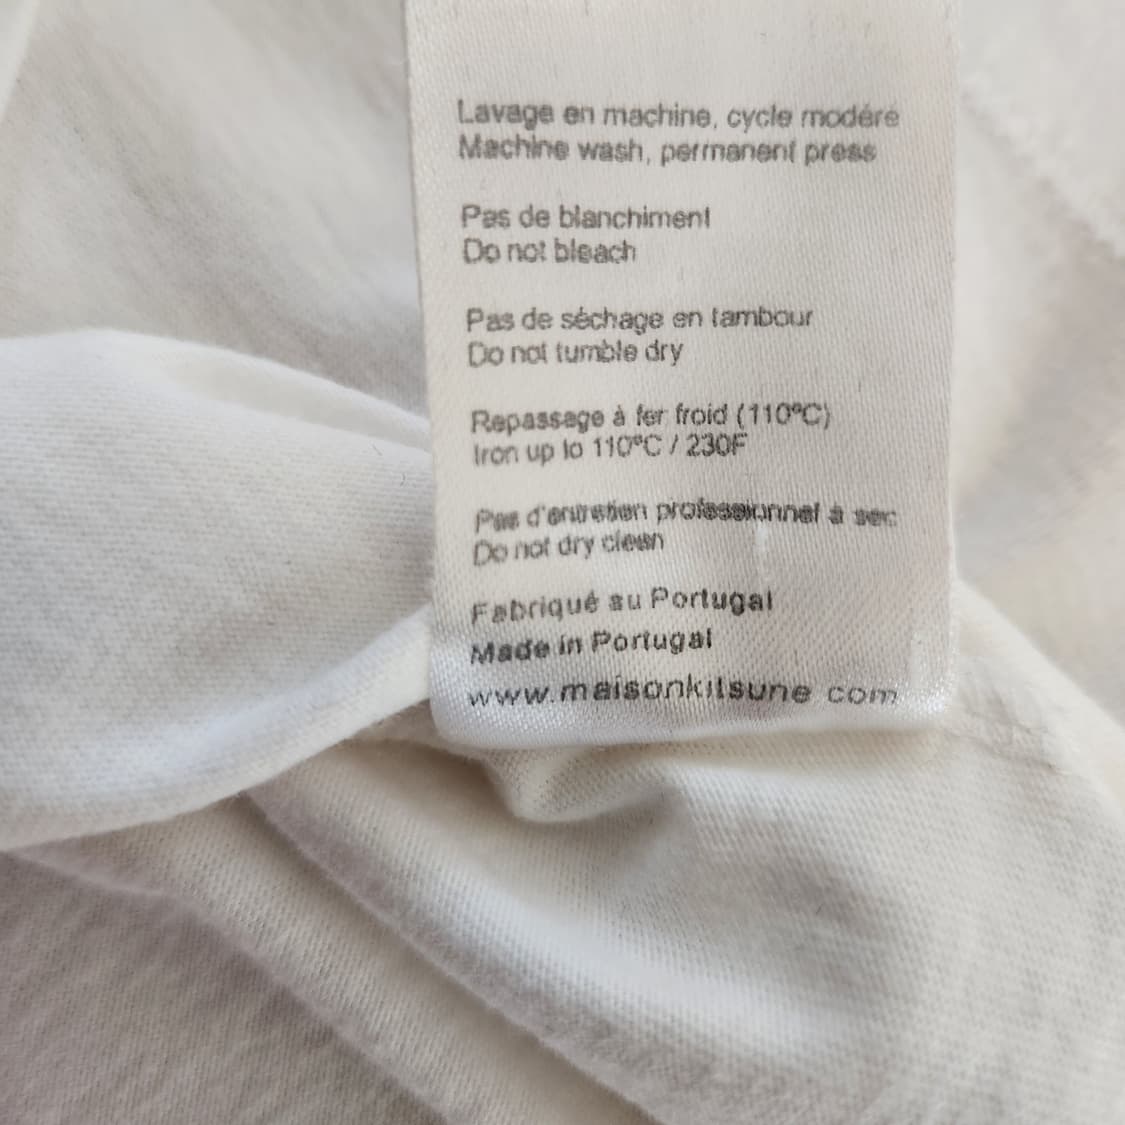 Lavage en machine, cycle modéré
Machine wash, permanent press
Pas de blanchiment
Do not bleach
Pas de séchage en tambour
Do not tumble dry
Repassage à fer froid (110ºC)
Iron up to 110ºC / 230F
Pas d'entretien professionnel à sec
Do not dry clean
Fabriqué au Portugal
Made in Portugal
www.maisonkitsune.com